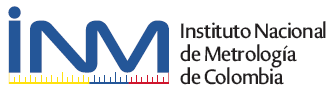 INM
Instituto Nacional
de Metrología
de Colombia